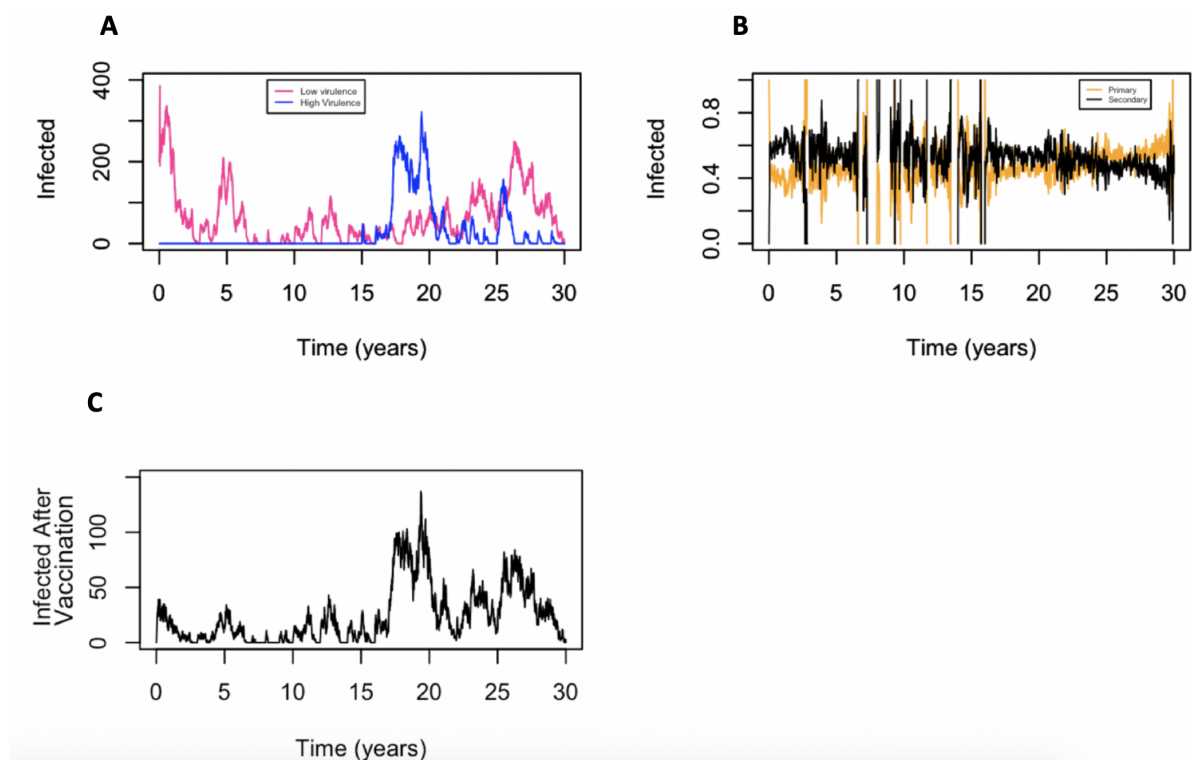 A
B
400
200
0
Infected
Low virulence
High Virulence
0 5 10 15 20 25 30
Time (years)
0.8
0.4
0.0
Infected
Primary
Secondary
0 5 10 15 20 25 30
Time (years)
C
100
50
0
Infected After
Vaccination
0 5 10 15 20 25 30
Time (years)